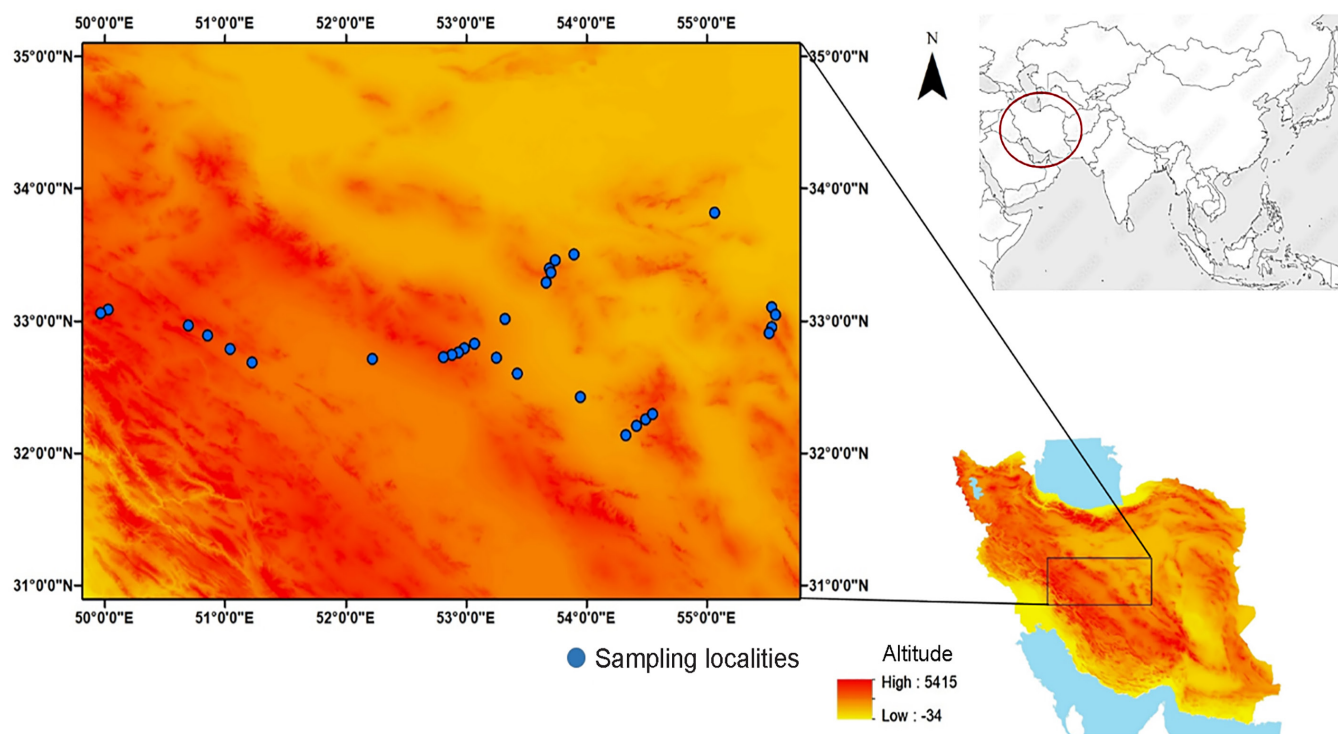 50°0'0"E 51°0'0"E 52°0'0"E 53°0'0"E 54°0'0"E 55°0'0"E
35°0'0"N 35°0'0"N
34°0'0"N 34°0'0"N
33°0'0"N 33°0'0"N
32°0'0"N 32°0'0"N
31°0'0"N 31°0'0"N
50°0'0"E 51°0'0"E 52°0'0"E 53°0'0"E 54°0'0"E 55°0'0"E
N
Sampling localities
Altitude
High : 5415
Low : -34